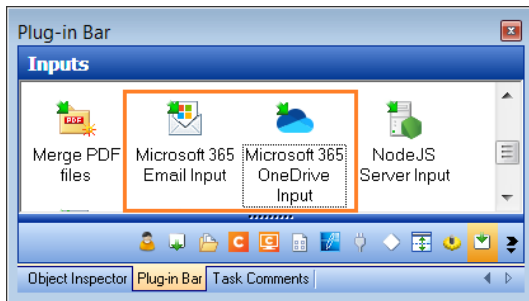 Plug-in Bar
Inputs
PDF
Merge PDF files
Microsoft 365 Email Input
Microsoft 365 OneDrive Input
NodeJS Server Input
C
C
Object Inspector Plug-in Bar Task Comments